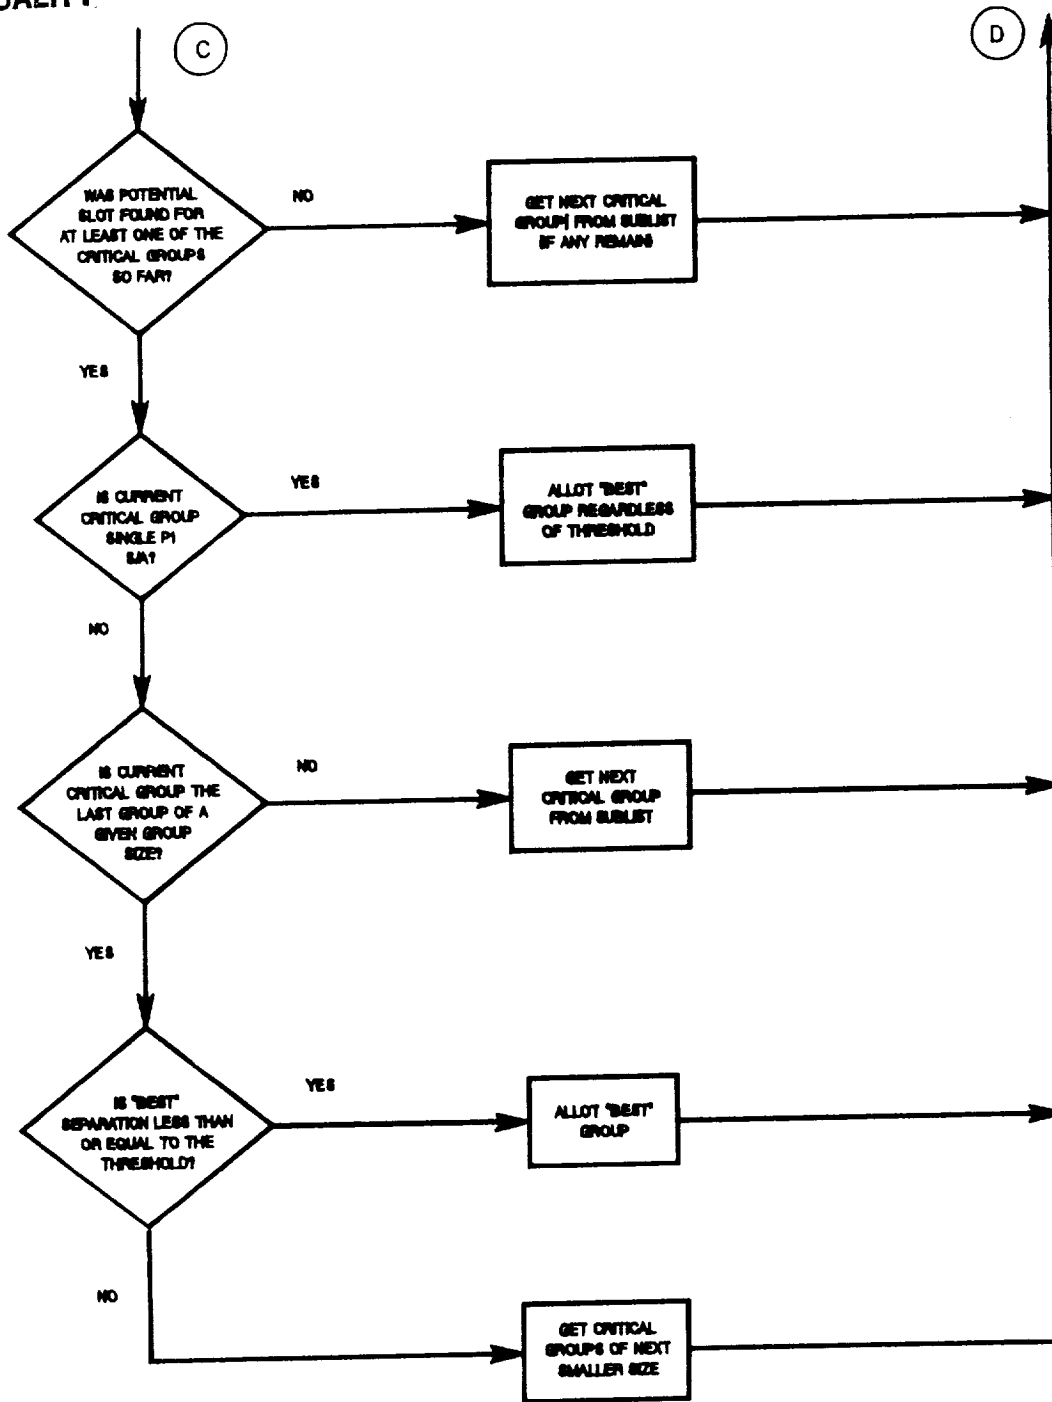 C
D
WAS POTENTIAL
SLOT FOUND FOR
AT LEAST ONE OF THE
CRITICAL GROUPS
SO FAR?
NO
GET NEXT CRITICAL
GROUP FROM SUBLIST
IF ANY REMAIN
YES
IS CURRENT
CRITICAL GROUP
SINGLE P1
S/A?
YES
ALLOT "BEST"
GROUP REGARDLESS
OF THRESHOLD
NO
IS CURRENT
CRITICAL GROUP THE
LAST GROUP OF A
GIVEN GROUP
SIZE?
NO
GET NEXT
CRITICAL GROUP
FROM SUBLIST
YES
IS "BEST"
SEPARATION LESS THAN
OR EQUAL TO THE
THRESHOLD?
YES
ALLOT "BEST"
GROUP
NO
GET CRITICAL
GROUPS OF NEXT
SMALLER SIZE